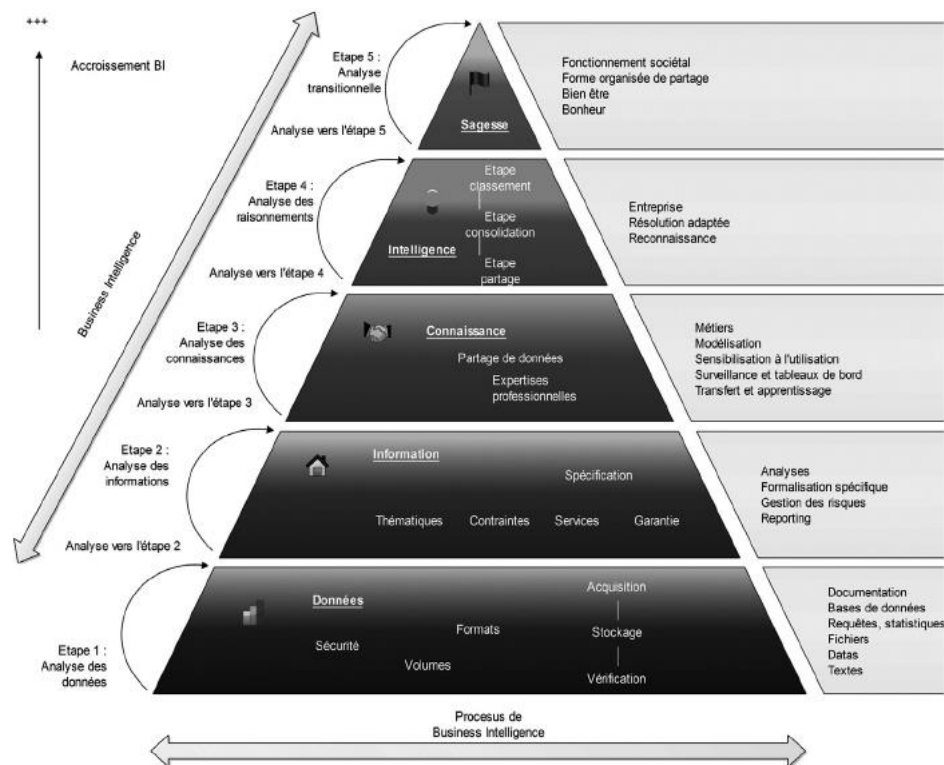 +++
Accroissement BI
Business Intelligence
Etape 5 :
Analyse
transitionnelle
Analyse vers l'étape 5
Sagesse
Fonctionnement sociétal
Forme organisée de partage
Bien être
Bonheur
Etape 4 :
Analyse des
raisonnements
Analyse vers l'étape 4
Intelligence
Etape
classement
Etape
consolidation
Etape
partage
Entreprise
Résolution adaptée
Reconnaissance
Etape 3 :
Analyse des
connaissances
Analyse vers l'étape 3
Connaissance
Partage de données
Expertises
professionnelles
Métiers
Modélisation
Sensibilisation à l'utilisation
Surveillance et tableaux de bord
Transfert et apprentissage
Etape 2 :
Analyse des
informations
Analyse vers l'étape 2
Information
Spécification
Thématiques Contraintes Services Garantie
Analyses
Formalisation spécifique
Gestion des risques
Reporting
Etape 1 :
Analyse des
données
Données
Sécurité
Formats
Volumes
Acquisition
Stockage
Vérification
Documentation
Bases de données
Requêtes, statistiques
Fichiers
Datas
Textes
Procesus de
Business Intelligence